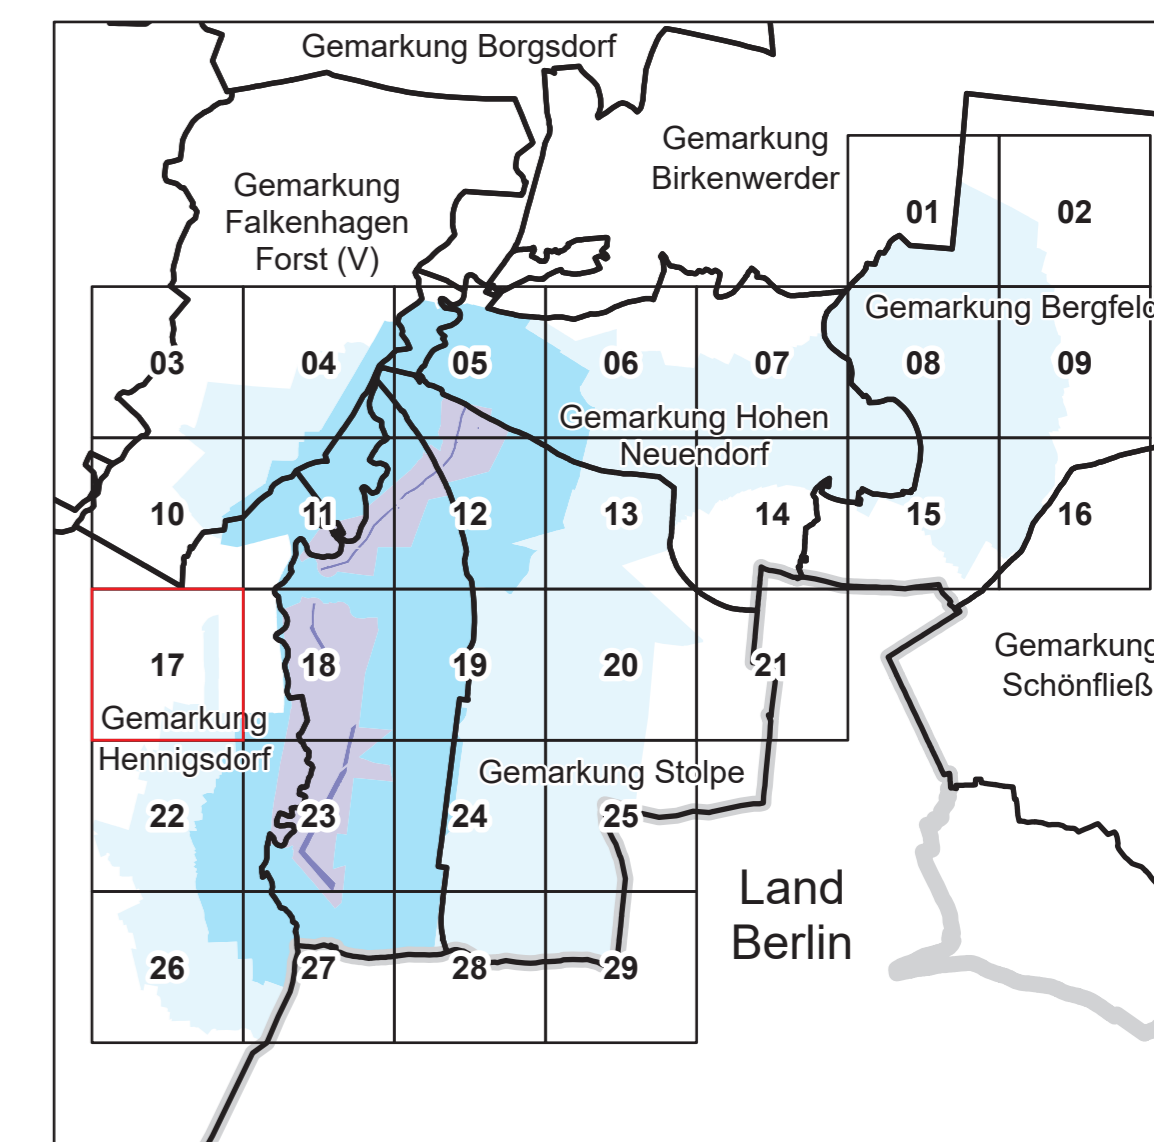 Gemarkung Borgsdorf
Gemarkung
Birkenwerder
Gemarkung
Falkenhagen
Forst (V)
01
02
Gemarkung Bergfeld
03
04
05
06
07
08
09
Gemarkung Hohen
Neuendorf
10
11
12
13
14
15
16
Gemarkung
Schönfließ
17
18
19
20
21
Gemarkung
Hennigsdorf
Gemarkung Stolpe
22
23
24
25
Land
Berlin
26
27
28
29